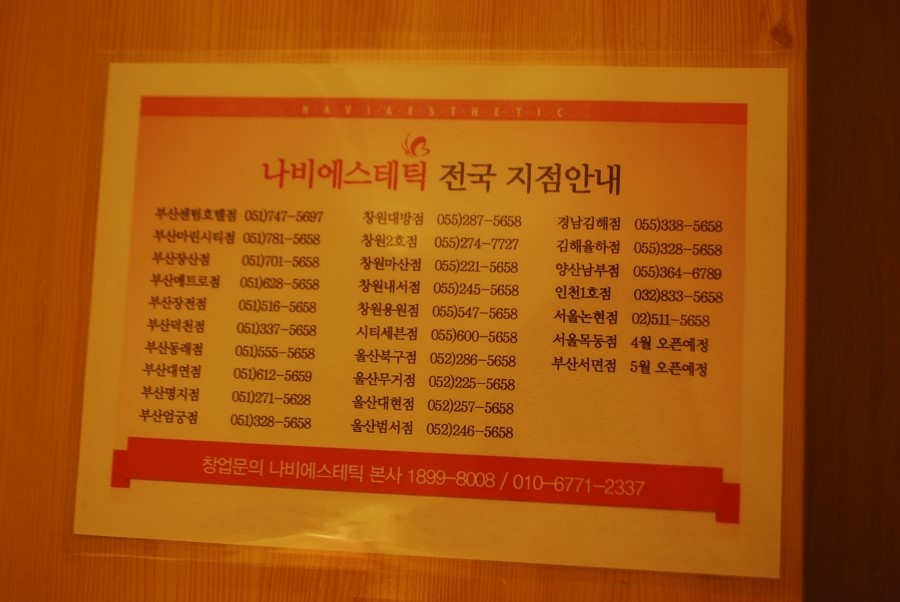 N·A·V·I·A·E·S·T·H·E·T·I·C
나비에스테틱 전국 지점안내
부산센텀호텔점 051)747-5697
부산마린시티점 051)781-5658
부산장산점 051)701-5658
부산메트로점 051)628-5658
부산장전점 051)516-5658
부산덕천점 051)337-5658
부산동래점 051)555-5658
부산대연점 051)612-5659
부산명지점 051)271-5628
부산엄궁점 051)328-5658
창원대방점 055)287-5658
창원2호점 055)274-7727
창원마산점 055)221-5658
창원내서점 055)245-5658
창원용원점 055)547-5658
시티세븐점 055)600-5658
울산북구점 052)286-5658
울산무거점 052)225-5658
울산대현점 052)257-5658
울산범서점 052)246-5658
경남김해점 055)338-5658
김해율하점 055)328-5658
양산남부점 055)364-6789
인천1호점 032)833-5658
서울논현점 02)511-5658
서울목동점 4월 오픈예정
부산서면점 5월 오픈예정
창업문의 나비에스테틱 본사 1899-8008 / 010-6771-2337